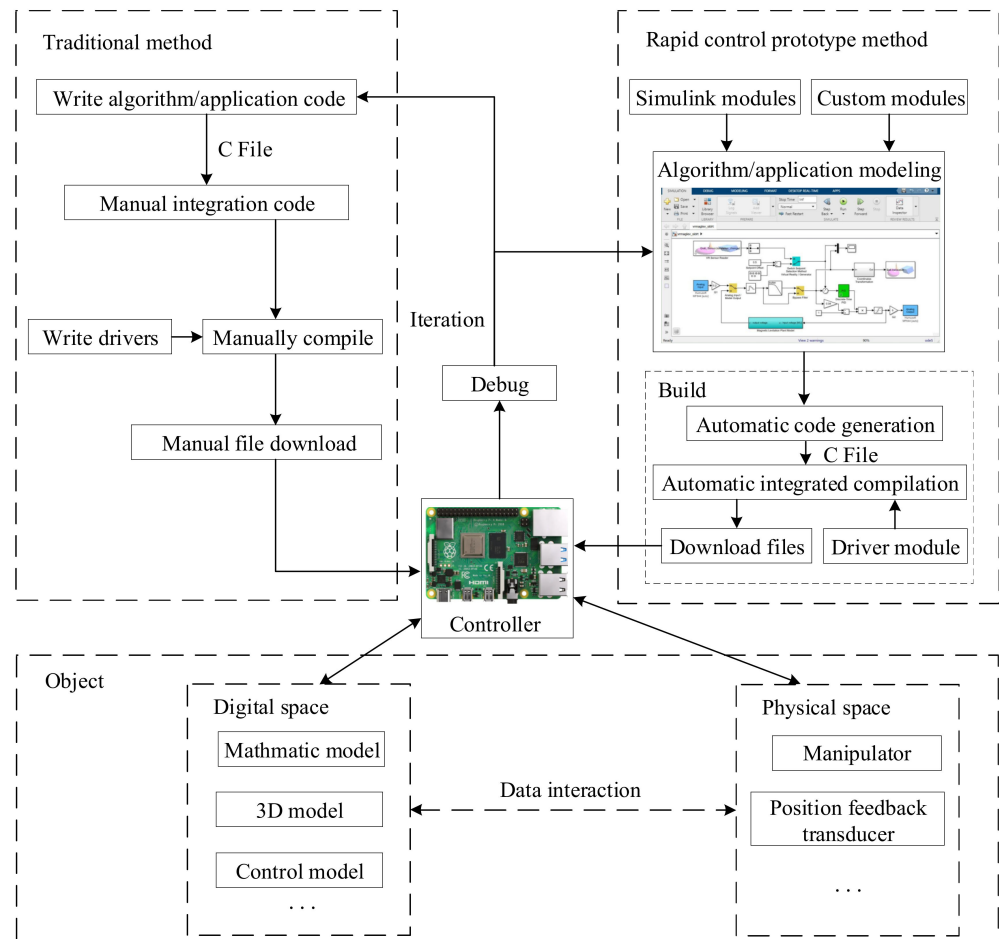 Traditional method
Write algorithm/application code
C File
Manual integration code
Write drivers
Manually compile
Manual file download
Iteration
Debug
Rapid control prototype method
Simulink modules
Custom modules
Algorithm/application modeling
Build
Automatic code generation
C File
Automatic integrated compilation
Download files
Driver module
HDMI
Controller
Object
Digital space
Mathmatic model
3D model
Control model
. . .
Data interaction
Physical space
Manipulator
Position feedback
transducer
. . .